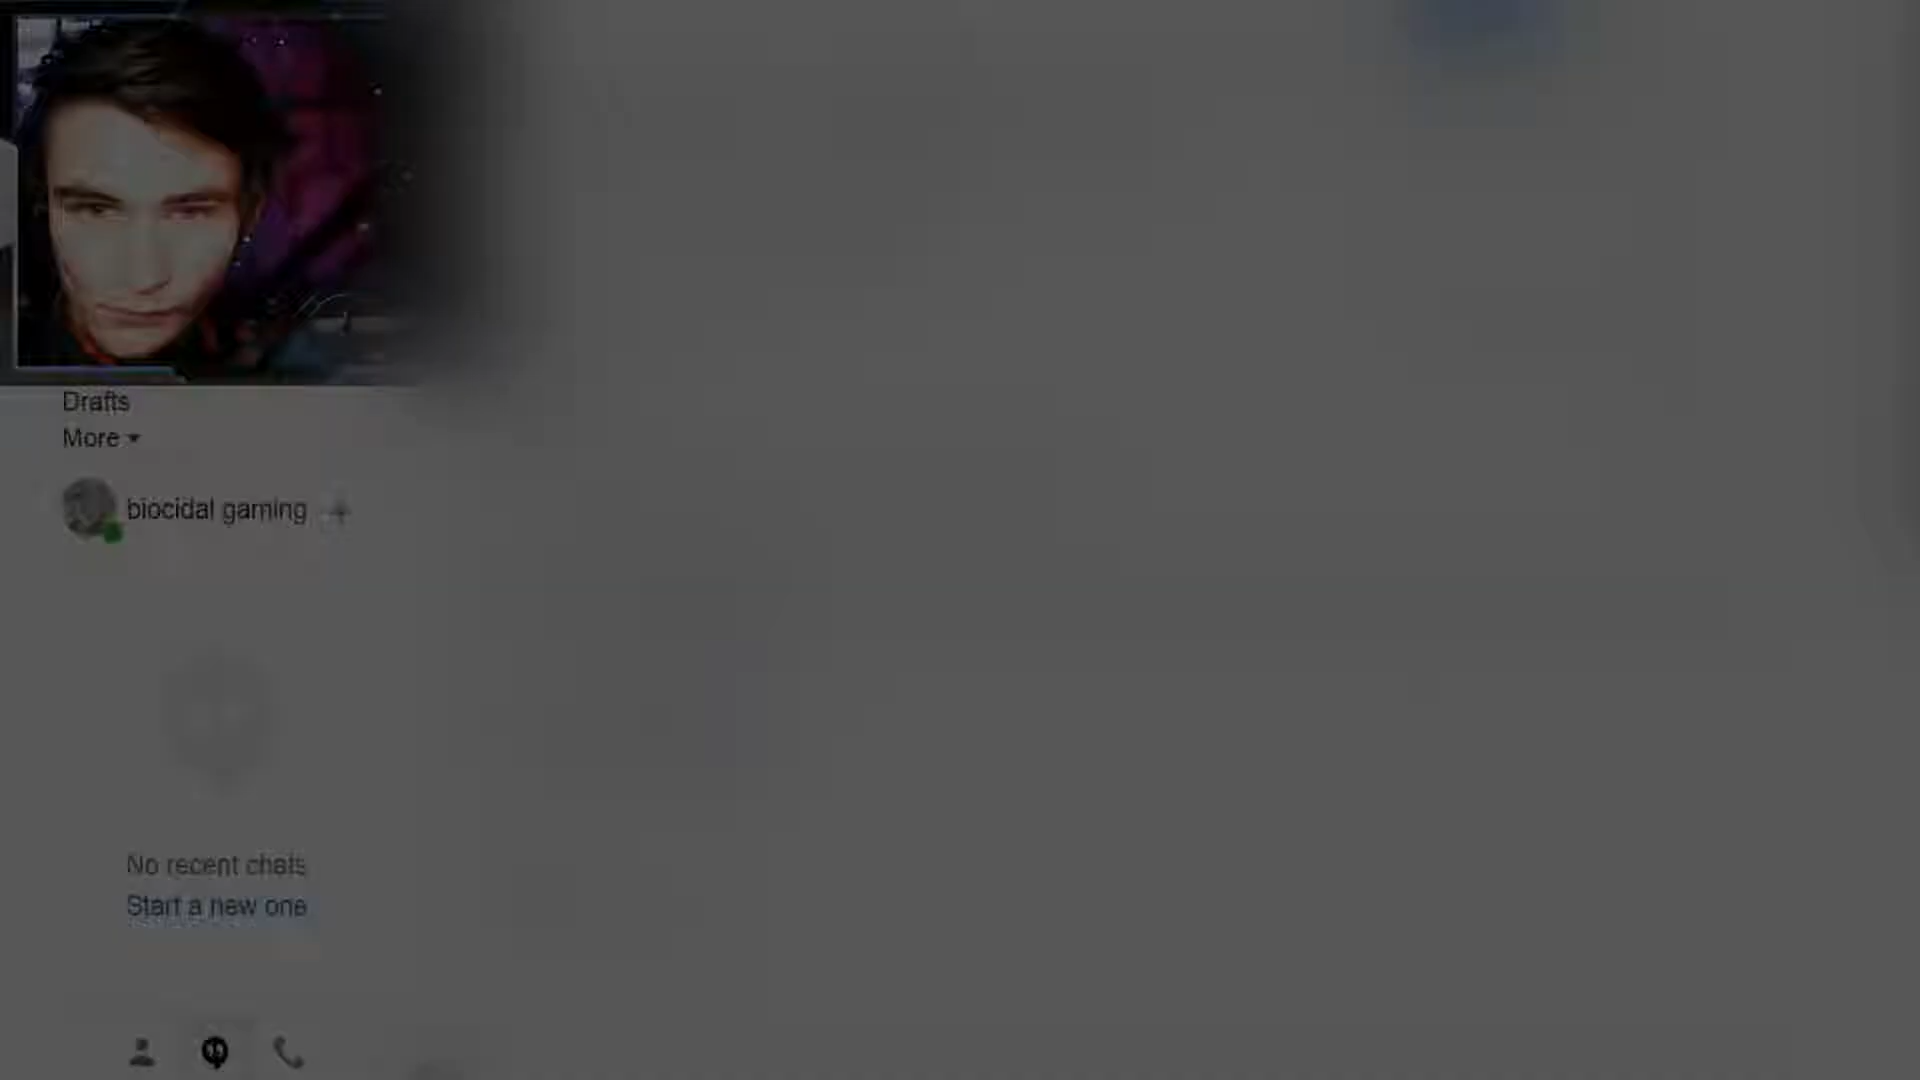 Drafts
More
biocidal gaming
No recent chats
Start a new one